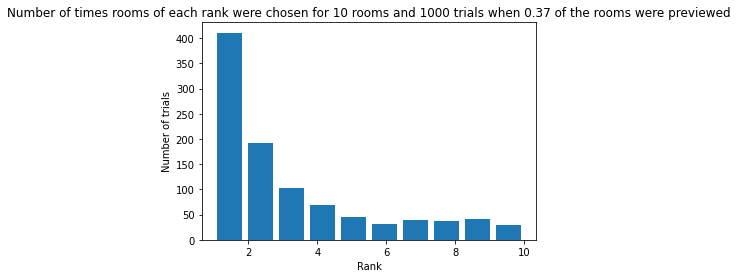 Number of times rooms of each rank were chosen for 10 rooms and 1000 trials when 0.37 of the rooms were previewed
400
350
300
250
200
150
100
50
0
Number of trials
2 4 6 8 10
Rank